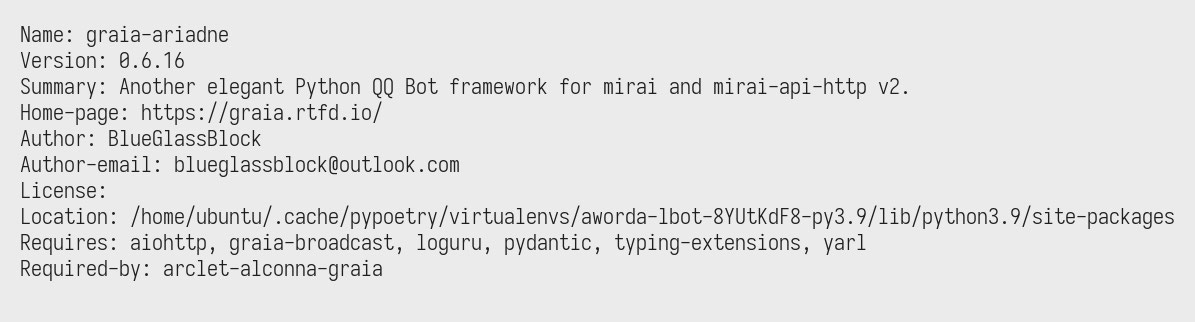 Name: graia-ariadne
Version: 0.6.16
Summary: Another elegant Python QQ Bot framework for mirai and mirai-api-http v2.
Home-page: https://graia.rtfd.io/
Author: BlueGlassBlock
Author-email: blueglassblock@outlook.com
License:
Location: /home/ubuntu/.cache/pypoetry/virtualenvs/aworda-lbot-8YUtKdF8-py3.9/lib/python3.9/site-packages
Requires: aiohttp, graia-broadcast, loguru, pydantic, typing-extensions, yarl
Required-by: arclet-alconna-graia